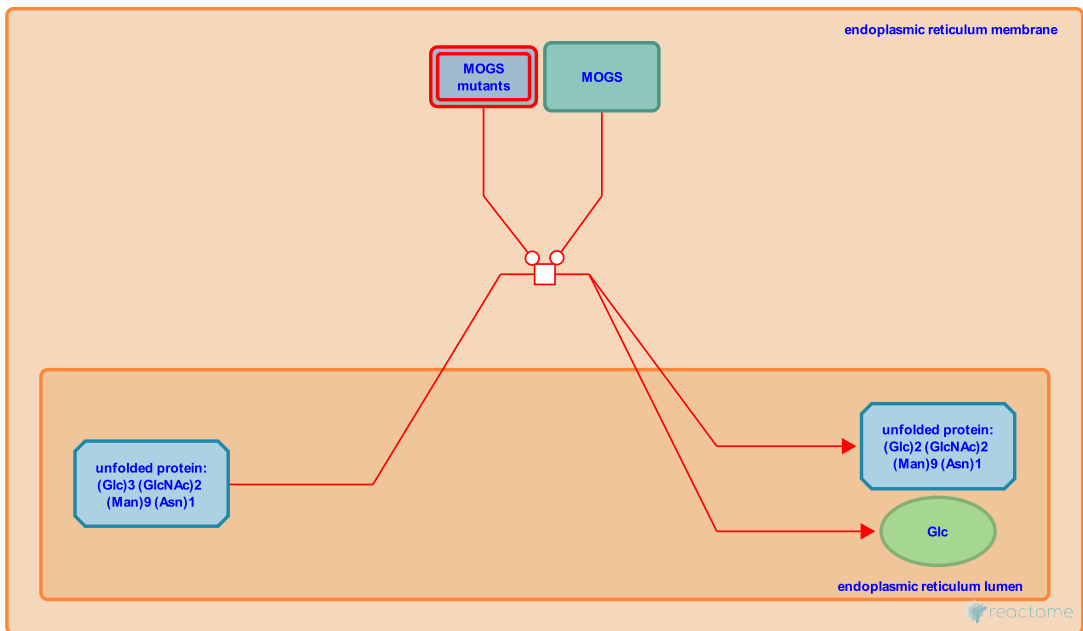 endoplasmic reticulum membrane
MOGS
mutants
MOGS
unfolded protein:
(Glc)3 (GlcNAc)2
(Man)9 (Asn)1
unfolded protein:
(Glc)2 (GlcNAc)2
(Man)9 (Asn)1
Glc
endoplasmic reticulum lumen
reactome